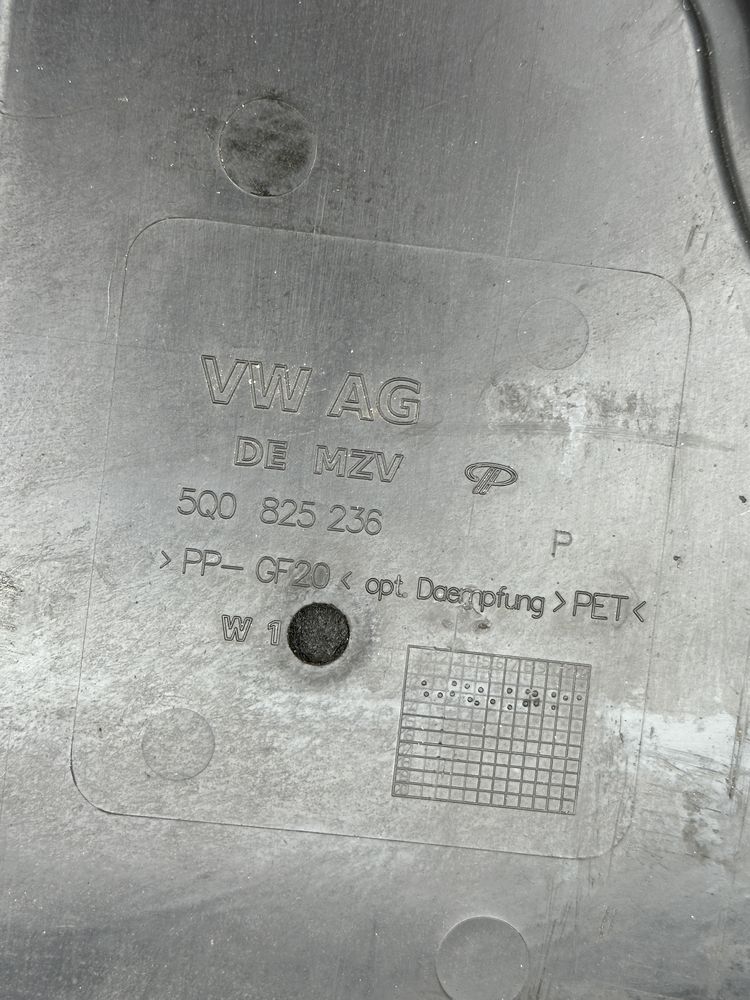 VW AG
DE MZV
5Q0 825 236
P
>PP-GF20< opt. Daempfung >PET<
W 1